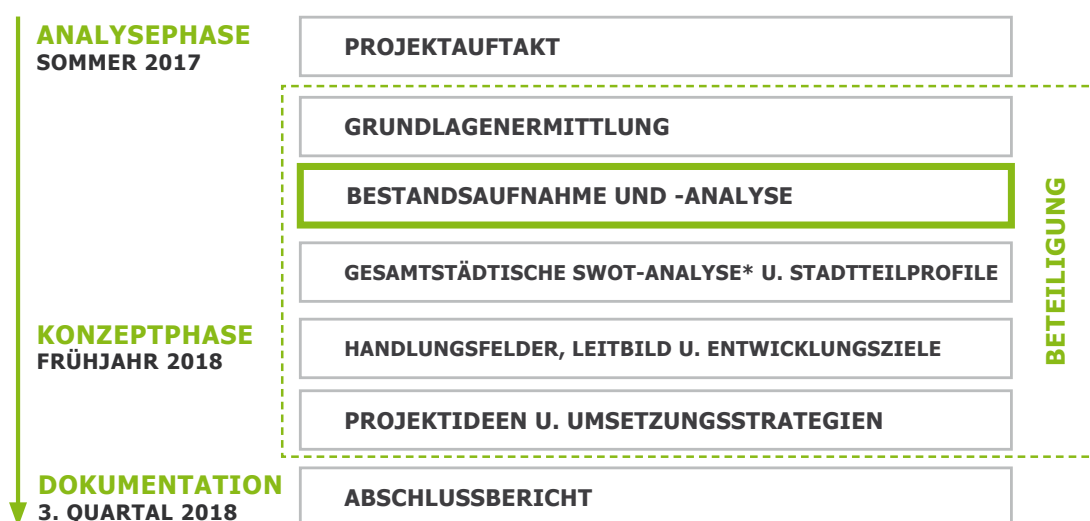 ANALYSEPHASE
SOMMER 2017
PROJEKTAUFTAKT
GRUNDLAGENERMITTLUNG
BESTANDSAUFNAHME UND -ANALYSE
GESAMTSTÄDTISCHE SWOT-ANALYSE* U. STADTTEILPROFILE
KONZEPTPHASE
FRÜHJAHR 2018
HANDLUNGSFELDER, LEITBILD U. ENTWICKLUNGSZIELE
PROJEKTIDEEN U. UMSETZUNGSSTRATEGIEN
BETEILIGUNG
DOKUMENTATION
3. QUARTAL 2018
ABSCHLUSSBERICHT